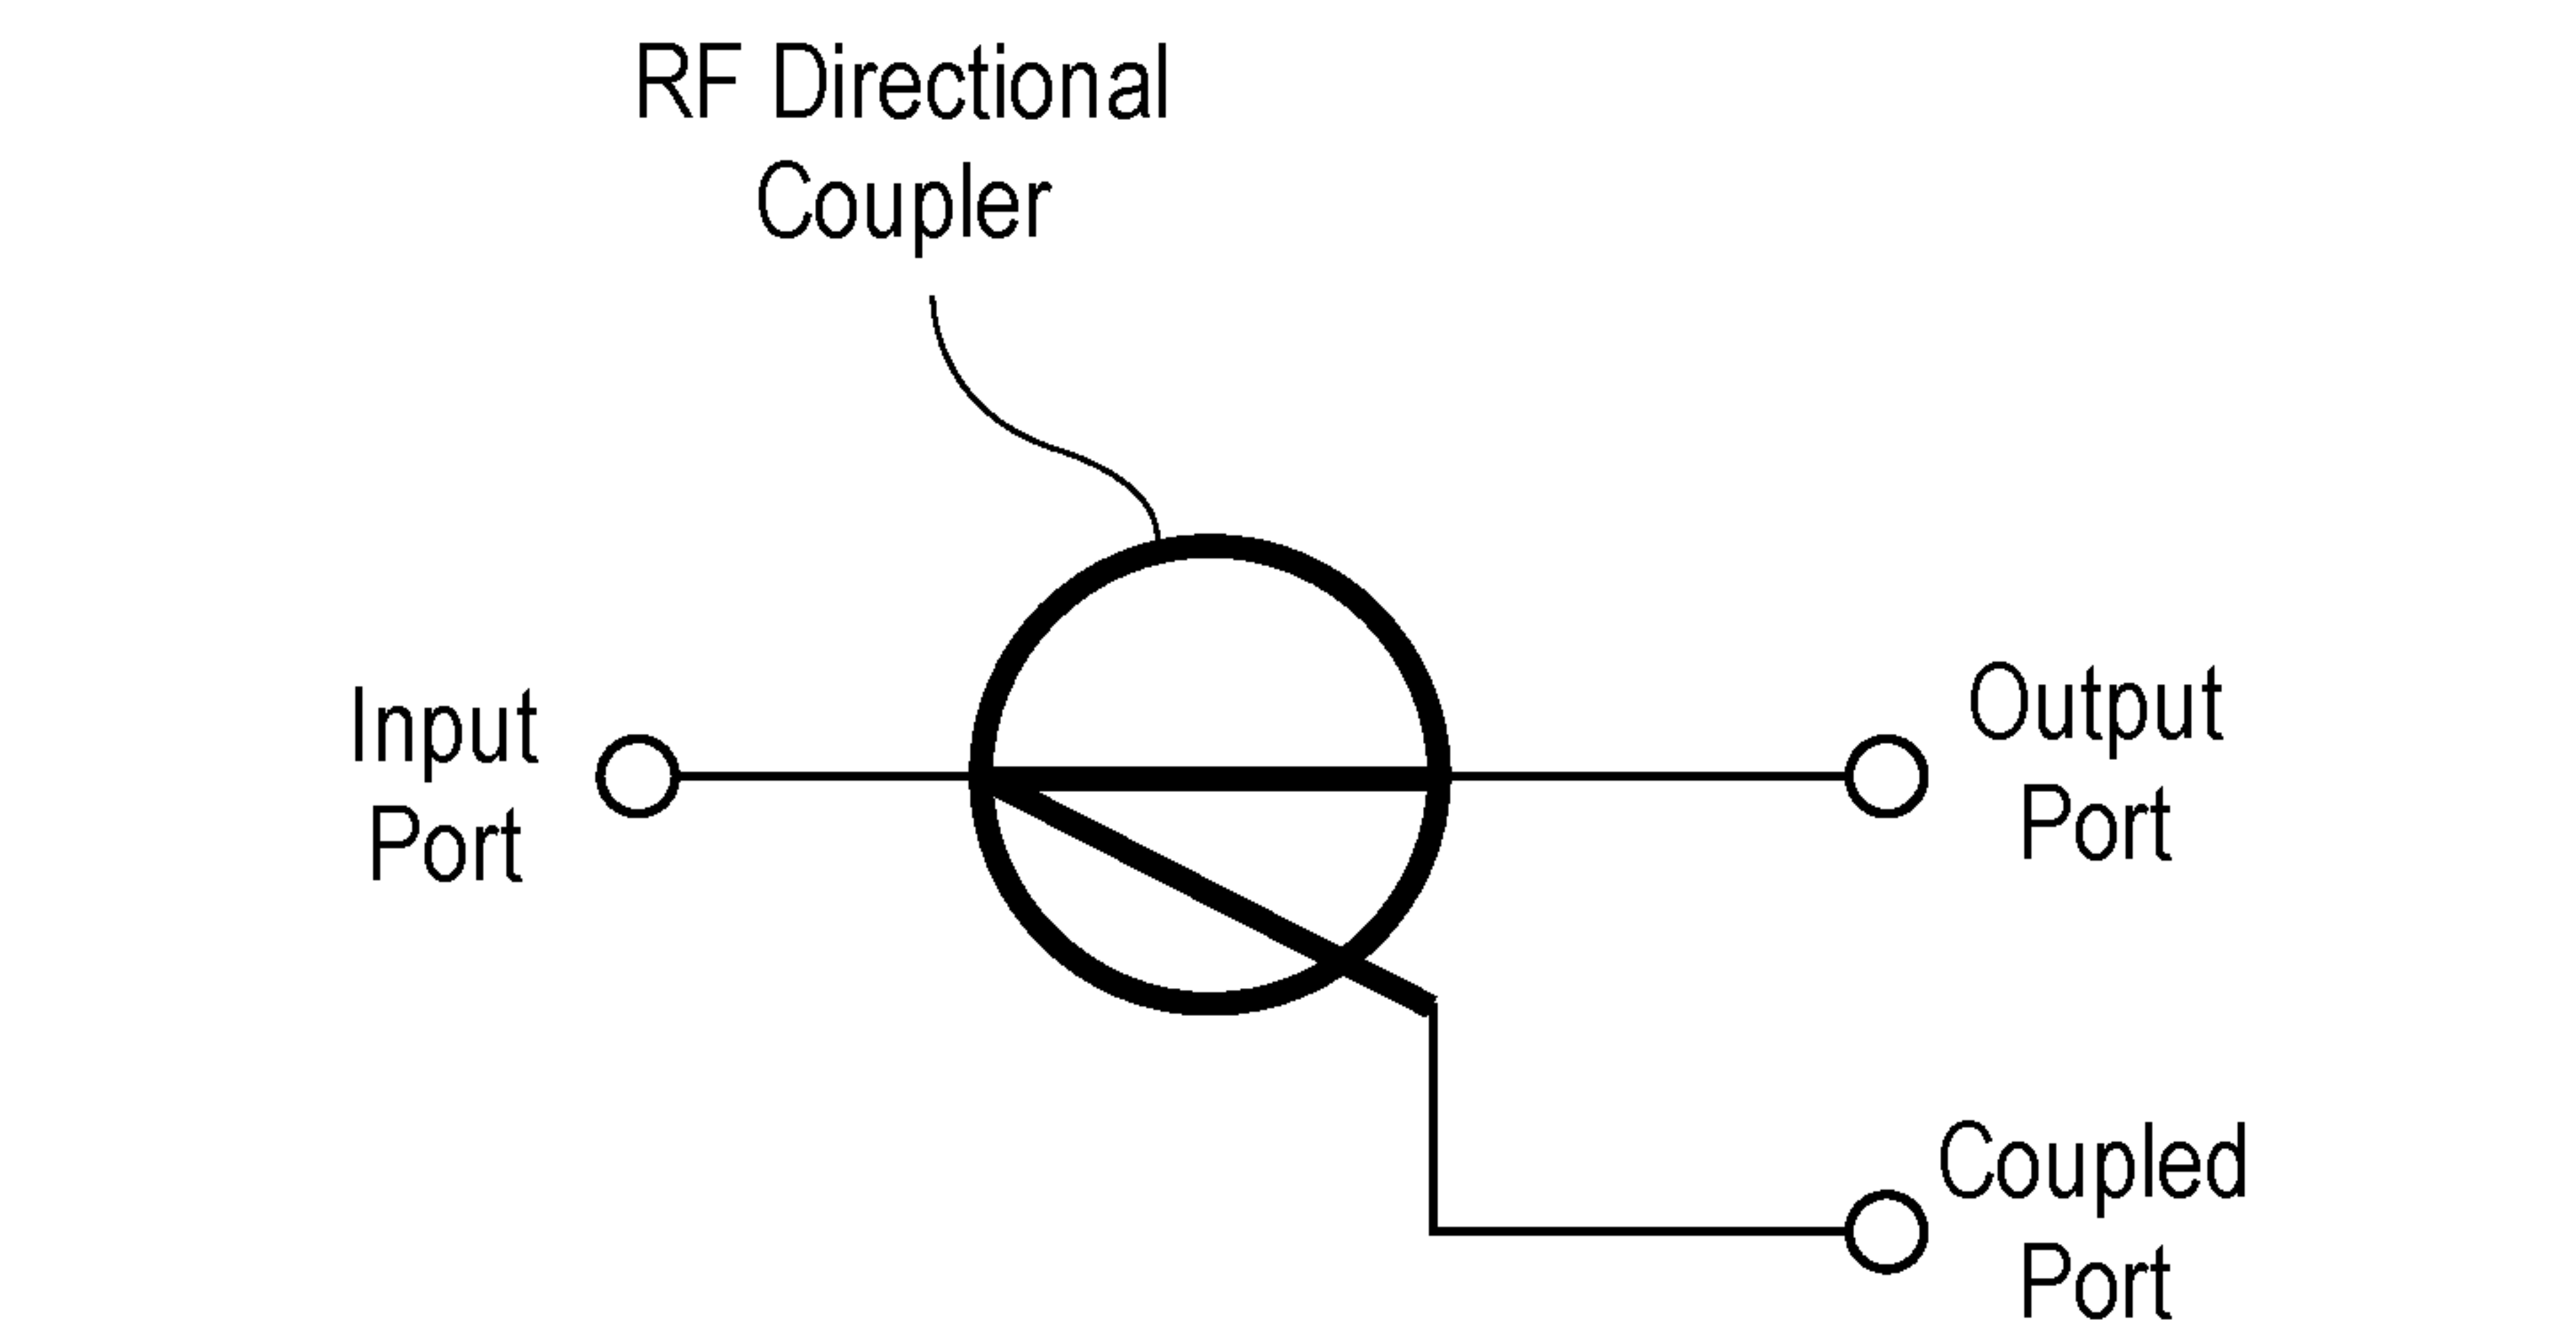 RF Directional
Coupler
Input
Port
Output
Port
Coupled
Port